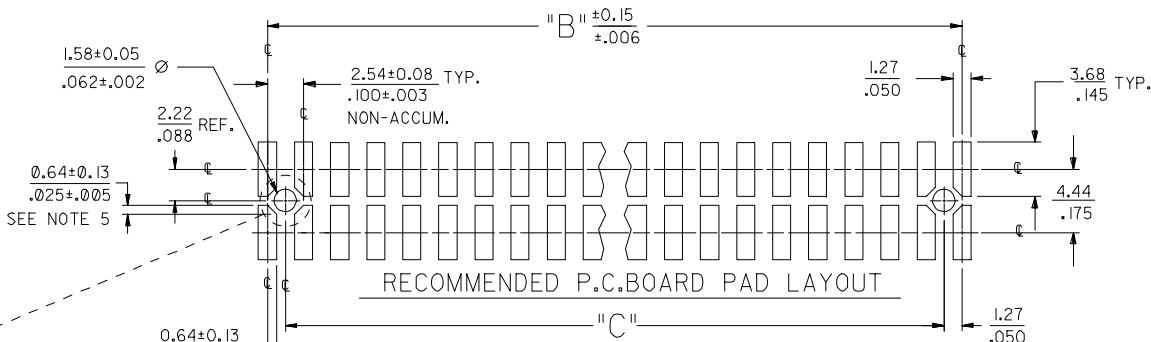 "B" ±0.15
±.006
1.58±0.05 Ø
.062±.002
2.54±0.08 TYP.
.100±.003
NON-ACCUM.
1.27
.050
3.68 TYP.
.145
2.22 REF.
.088
0.64±0.13
.025±.005
SEE NOTE 5
4.44
.175
RECOMMENDED P.C.BOARD PAD LAYOUT
"C"
1.27
.050
0.64±0.13